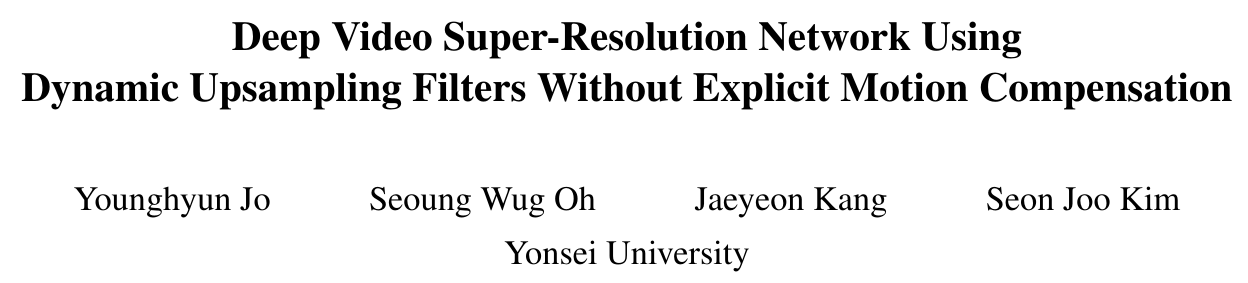 Deep Video Super-Resolution Network Using
Dynamic Upsampling Filters Without Explicit Motion Compensation
Younghyun Jo Seoung Wug Oh Jaeyeon Kang Seon Joo Kim
Yonsei University